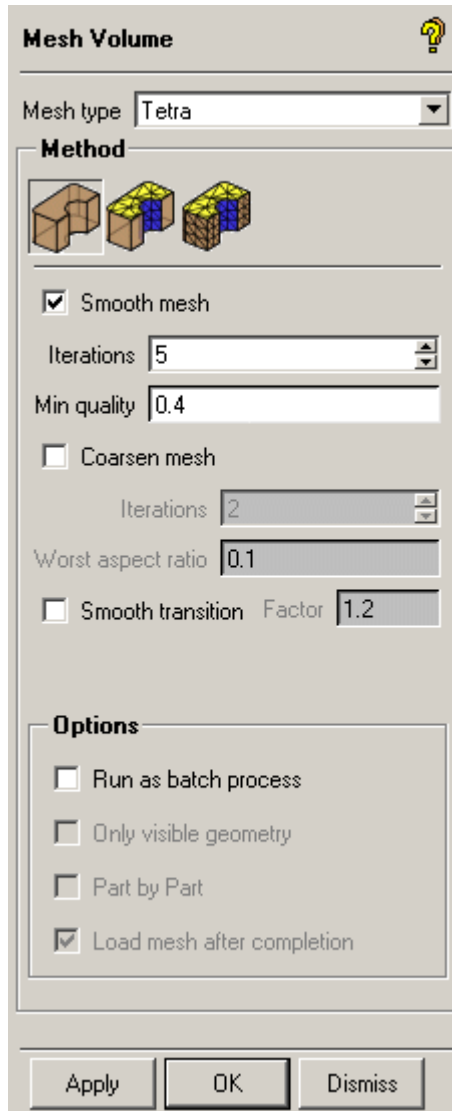 Mesh Volume
Mesh type Tetra
Method
Smooth mesh
Iterations 5
Min quality 0.4
Coarsen mesh
Iterations 2
Worst aspect ratio 0.1
Smooth transition Factor 1.2
Options
Run as batch process
Only visible geometry
Part by Part
Load mesh after completion
Apply OK Dismiss